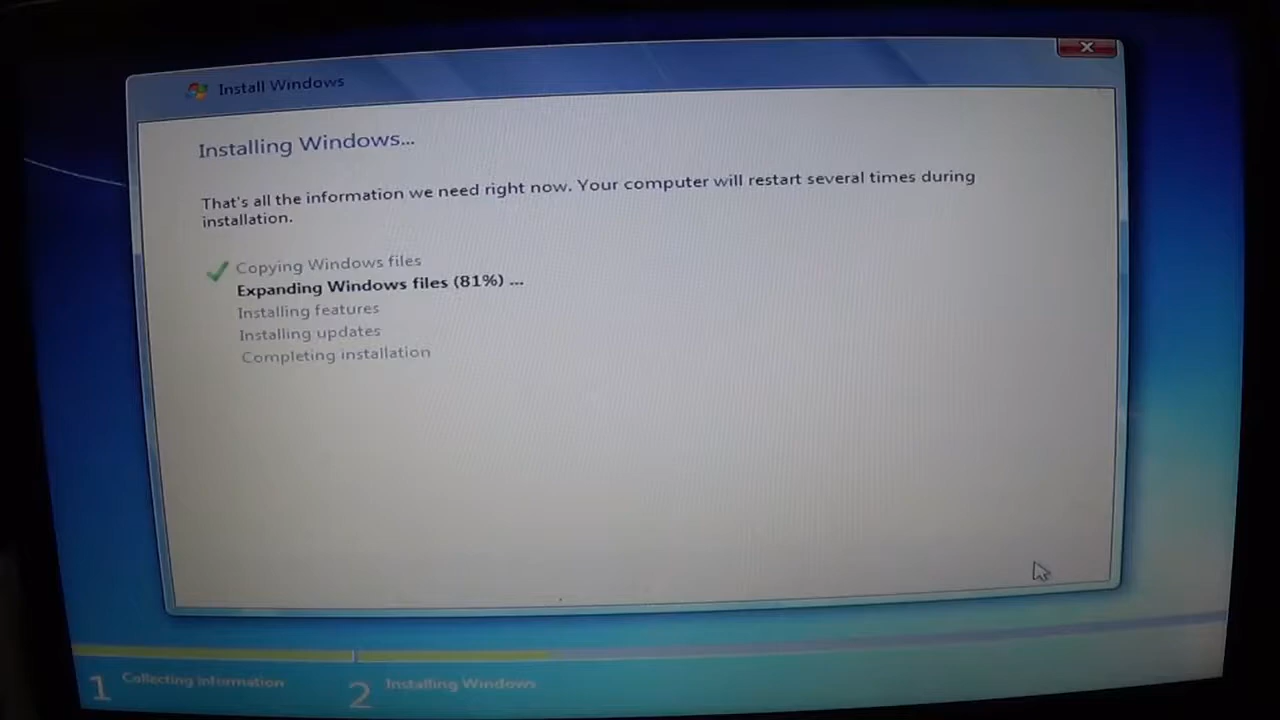 Install Windows
Installing Windows...
That's all the information we need right now. Your computer will restart several times during
installation.
Copying Windows files
Expanding Windows files (81%) ...
Installing features
Installing updates
Completing installation
1 Collecting information
2 Installing Windows